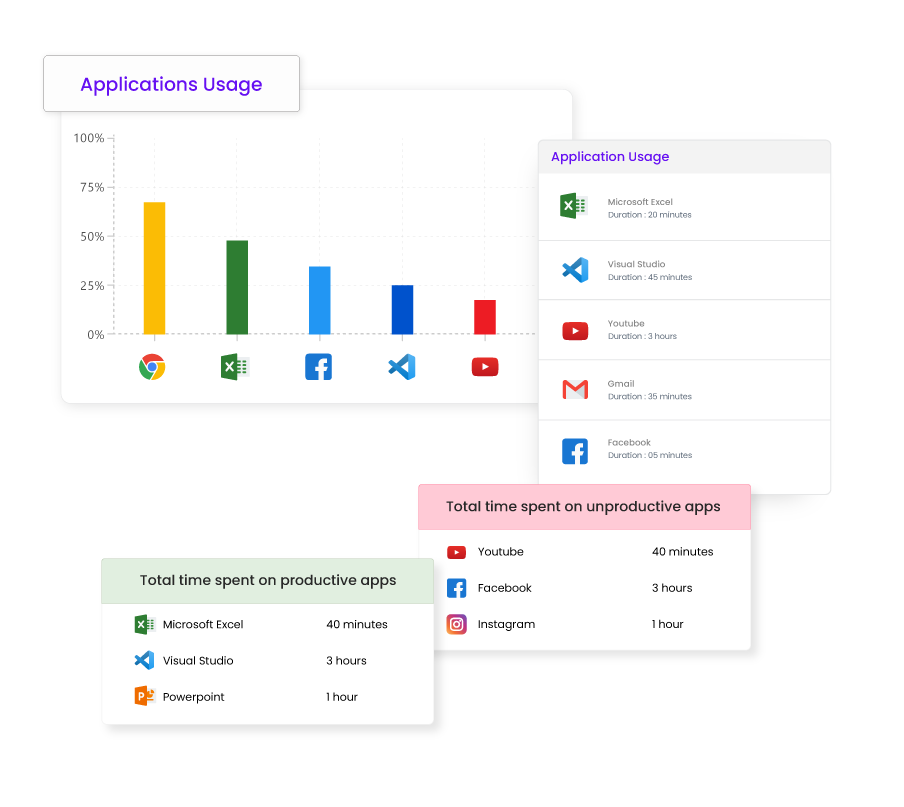 Applications Usage
100%
75%
50%
25%
0%
Application Usage
Microsoft Excel
Duration : 20 minutes
Visual Studio
Duration : 45 minutes
Youtube
Duration : 3 hours
Gmail
Duration : 35 minutes
Facebook
Duration : 05 minutes
Total time spent on unproductive apps
Youtube 40 minutes
Facebook 3 hours
Instagram 1 hour
Total time spent on productive apps
Microsoft Excel 40 minutes
Visual Studio 3 hours
Powerpoint 1 hour